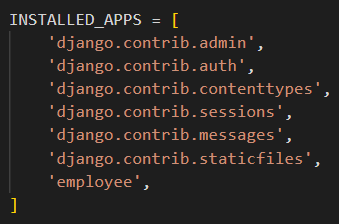 INSTALLED_APPS = [
    'django.contrib.admin',
    'django.contrib.auth',
    'django.contrib.contenttypes',
    'django.contrib.sessions',
    'django.contrib.messages',
    'django.contrib.staticfiles',
    'employee',
]